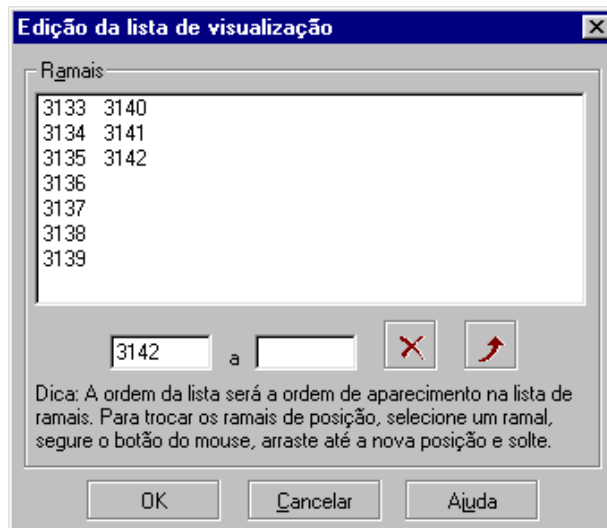 Edição da lista de visualização
Ramais
3133 3140
3134 3141
3135 3142
3136
3137
3138
3139
3142 a
Dica: A ordem da lista será a ordem de aparecimento na lista de
ramais. Para trocar os ramais de posição, selecione um ramal,
segure o botão do mouse, arraste até a nova posição e solte.
OK Cancelar Ajuda